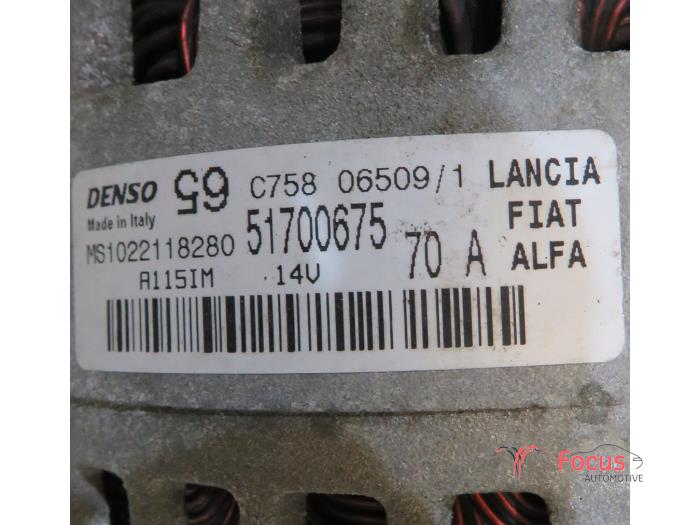 DENSO 65 C758 06509/1 LANCIA
Made in Italy 51700675 FIAT
MS1022118280 70 A ALFA
A115IM 14V
Focus
AUTOMOTIVE